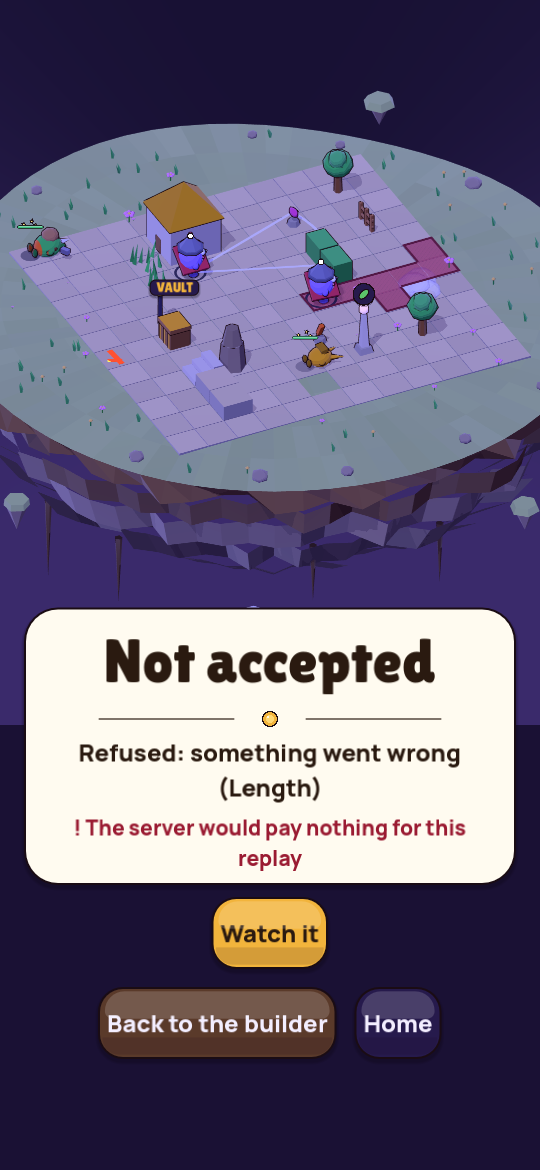 VAULT
Not accepted
Refused: something went wrong
(Length)
! The server would pay nothing for this
replay
Watch it
Back to the builder
Home